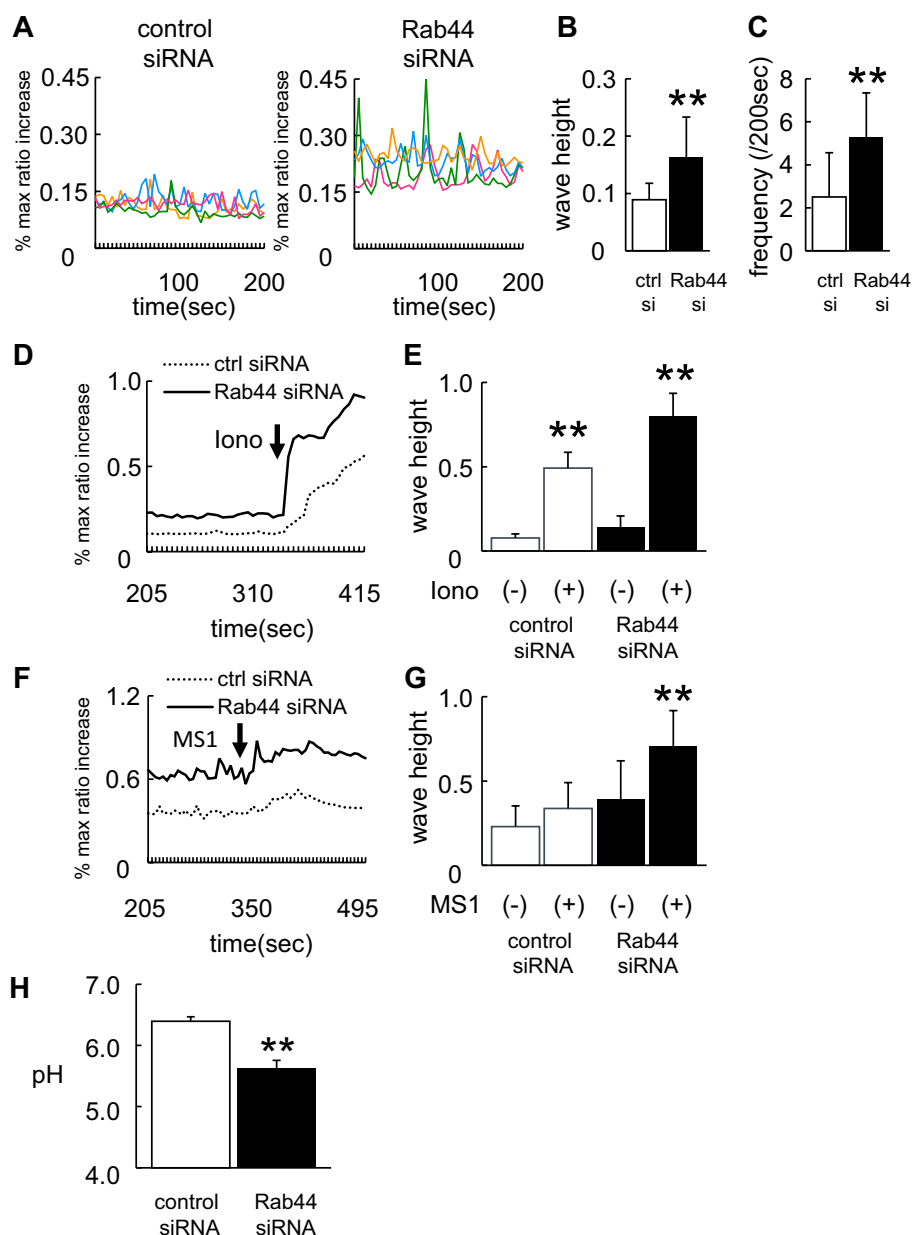 A
control
siRNA
% max ratio increase
0.45
0.30
0.15
0
100
200
time(sec)
Rab44
siRNA
% max ratio increase
0.45
0.30
0.15
0
100
200
time(sec)
B
wave height
0.3
0.2
0.1
0
**
ctrl
si
Rab44
si
C
frequency (/200sec)
8
6
4
2
0
**
ctrl
si
Rab44
si
D
ctrl siRNA
Rab44 siRNA
% max ratio increase
1.0
0.5
0
Iono
205
310
415
time(sec)
E
wave height
1.0
0.5
0
**
**
Iono (-) (+) (-) (+)
control
siRNA
Rab44
siRNA
F
ctrl siRNA
Rab44 siRNA
% max ratio increase
1.2
0.6
0
MS1
205
350
495
time(sec)
G
wave height
1.0
0.5
0
**
MS1 (-) (+) (-) (+)
control
siRNA
Rab44
siRNA
H
pH
7.0
6.0
5.0
4.0
**
control
siRNA
Rab44
siRNA